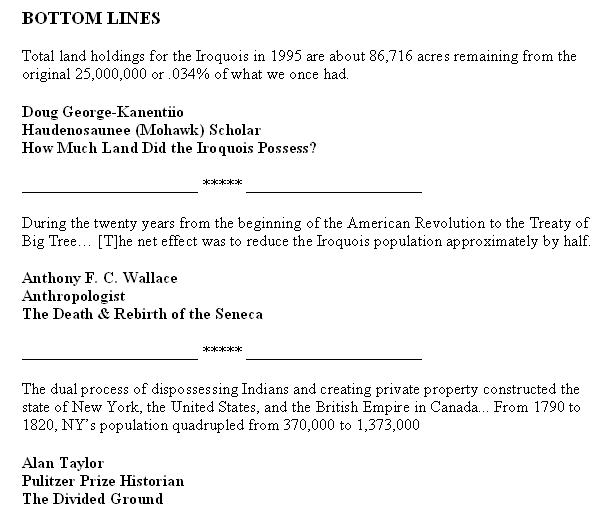 BOTTOM LINES
Total land holdings for the Iroquois in 1995 are about 86,716 acres remaining from the
original 25,000,000 or .034% of what we once had.
Doug George-Kanentiio
Haudenosaunee (Mohawk) Scholar
How Much Land Did the Iroquois Possess?
______________________ ***** ______________________
During the twenty years from the beginning of the American Revolution to the Treaty of
Big Tree… [T]he net effect was to reduce the Iroquois population approximately by half.
Anthony F. C. Wallace
Anthropologist
The Death & Rebirth of the Seneca
______________________ ***** ______________________
The dual process of dispossessing Indians and creating private property constructed the
state of New York, the United States, and the British Empire in Canada... From 1790 to
1820, NY's population quadrupled from 370,000 to 1,373,000
Alan Taylor
Pulitzer Prize Historian
The Divided Ground